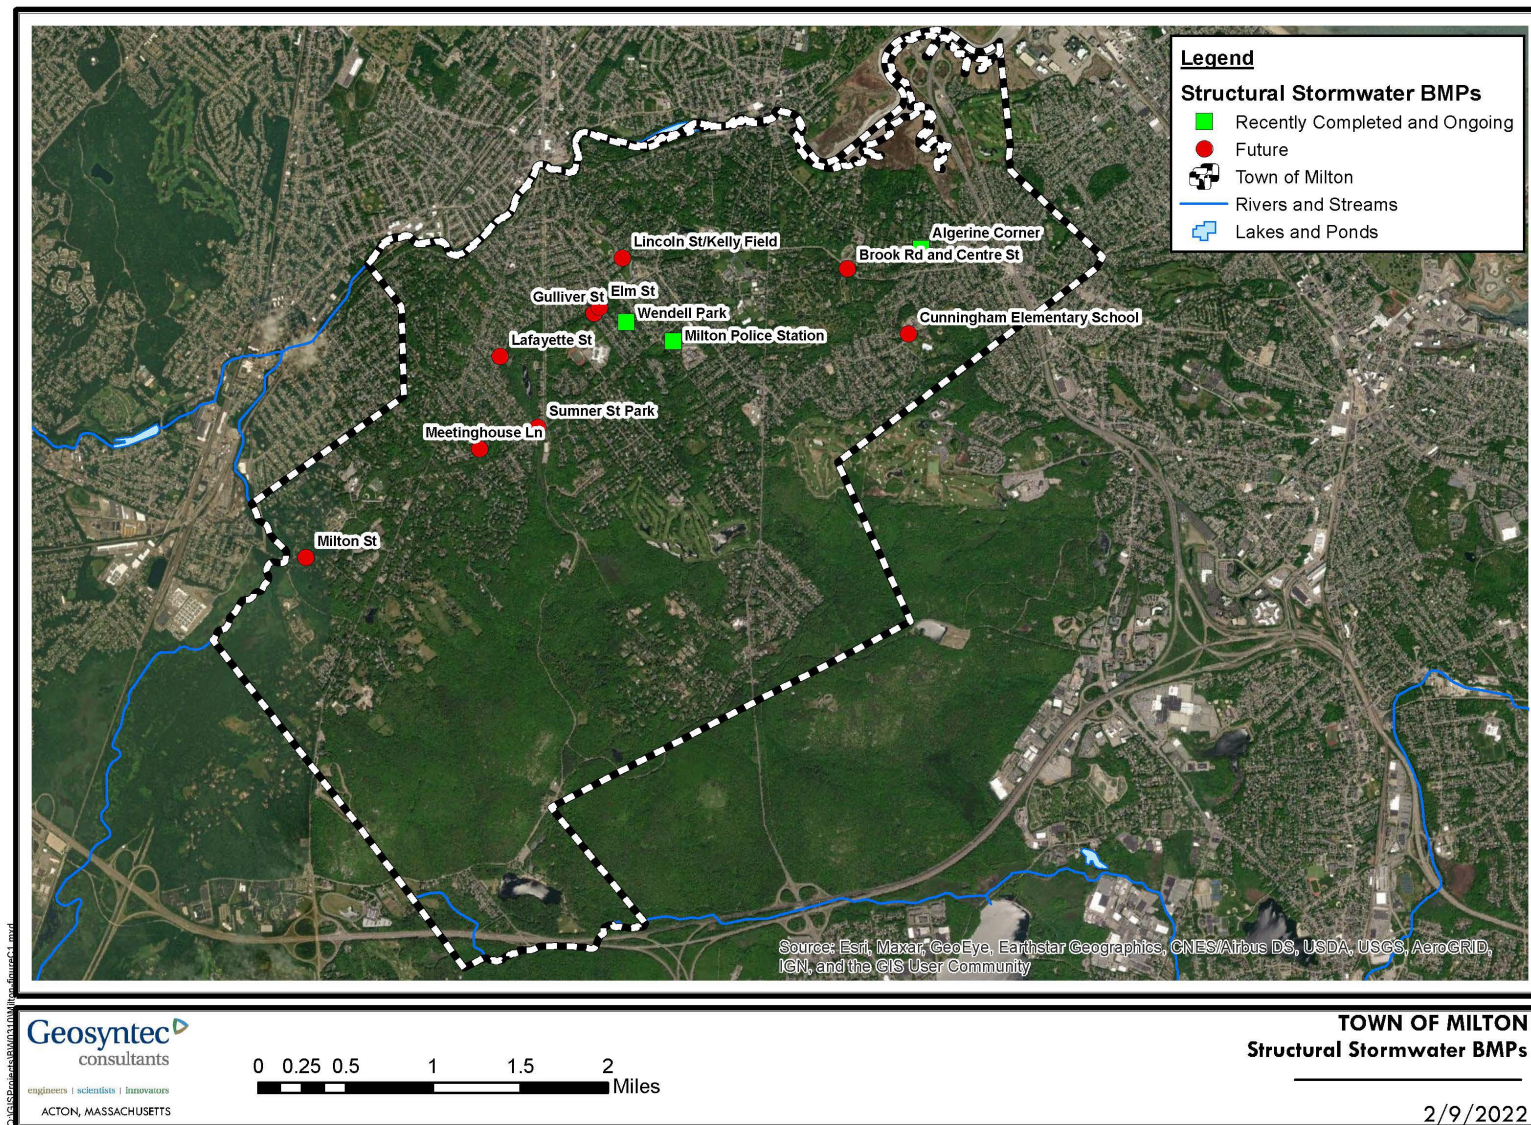 Legend
Structural Stormwater BMPs
Recently Completed and Ongoing
Future
Town of Milton
Rivers and Streams
Lakes and Ponds
Algerine Corner
Lincoln St/Kelly Field
Brook Rd and Centre St
Elm St
Gulliver St
Wendell Park
Cunningham Elementary School
Milton Police Station
Lafayette St
Sumner St Park
Meetinghouse Ln
Milton St
Source: Esri, Maxar, GeoEye, Earthstar Geographics, CNES/Airbus DS, USDA, USGS, AeroGRID,
IGN, and the GIS User Community
Geosyntec
consultants
engineers | scientists | innovators
ACTON, MASSACHUSETTS
0 0.25 0.5 1 1.5 2
Miles
TOWN OF MILTON
Structural Stormwater BMPs
2/9/2022